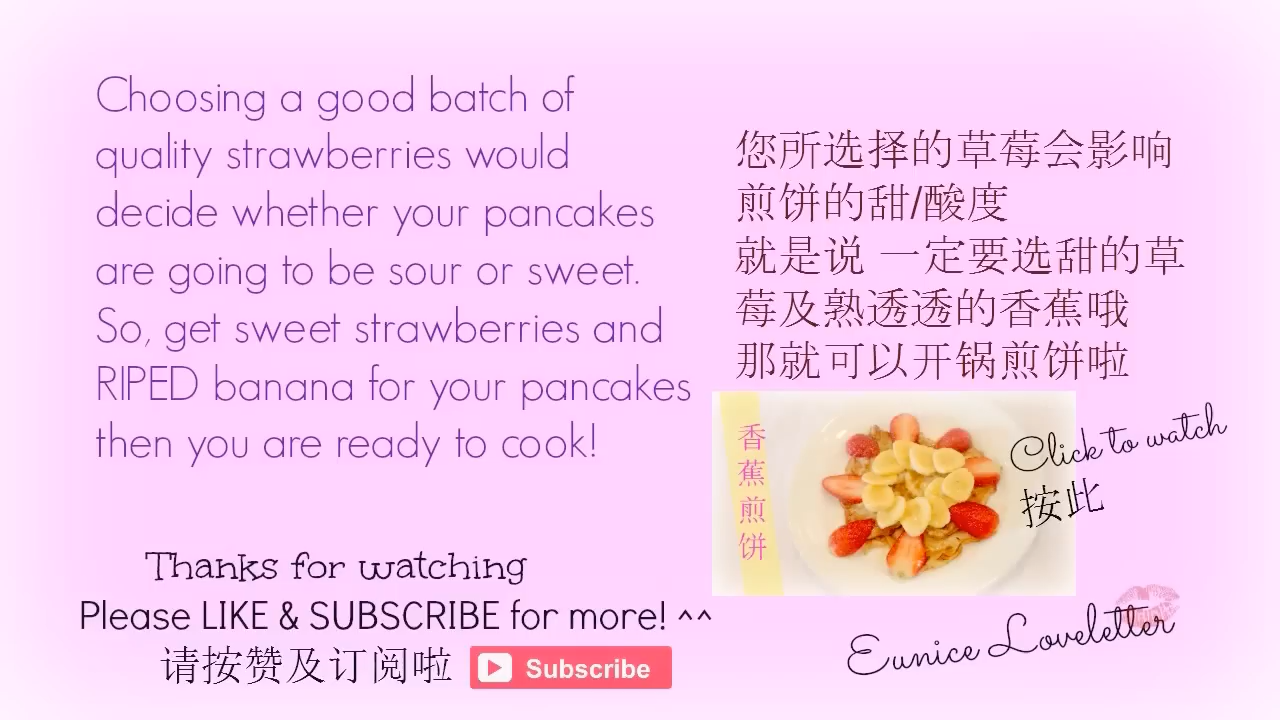 Choosing a good batch of
quality strawberries would
decide whether your pancakes
are going to be sour or sweet.
So, get sweet strawberries and
RIPED banana for your pancakes
then you are ready to cook!
您所选择的草莓会影响
煎饼的甜/酸度
就是说 一定要选甜的草
莓及熟透透的香蕉哦
那就可以开锅煎饼啦
香蕉煎饼
Click to watch
按此
Thanks for watching
Please LIKE & SUBSCRIBE for more! ^^
请按赞及订阅啦
Subscribe
Eunice Loveletter